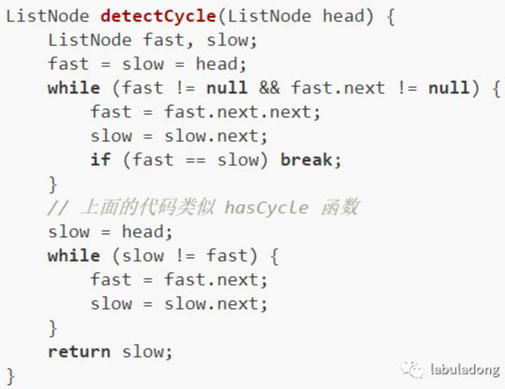 ListNode detectCycle(ListNode head) {
    ListNode fast, slow;
    fast = slow = head;
    while (fast != null && fast.next != null) {
        fast = fast.next.next;
        slow = slow.next;
        if (fast == slow) break;
    }
    // 上面的代码类似 hasCycle 函数
    slow = head;
    while (slow != fast) {
        fast = fast.next;
        slow = slow.next;
    }
    return slow;
}
labuladong